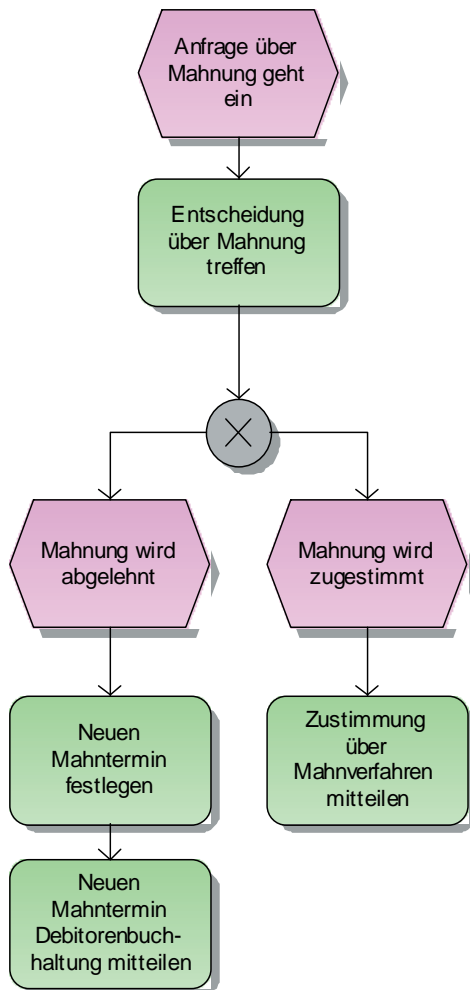 Anfrage über
Mahnung geht
ein
Entscheidung
über Mahnung
treffen
Mahnung wird
abgelehnt
Mahnung wird
zugestimmt
Neuen
Mahntermin
festlegen
Zustimmung
über
Mahnverfahren
mitteilen
Neuen
Mahntermin
Debitorenbuch-
haltung mitteilen